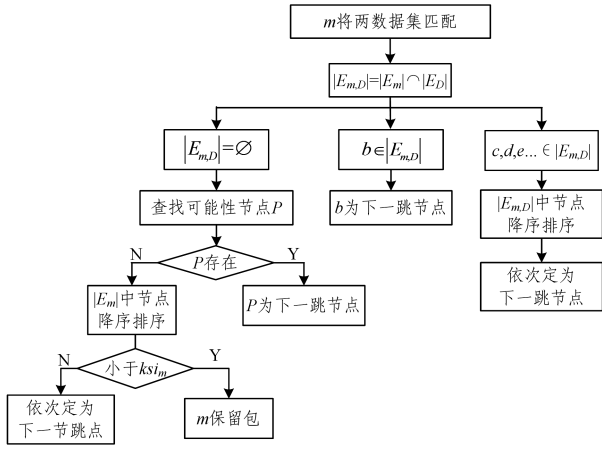 m将两数据集匹配
|E_{m,D}|=|E_m|∩|E_D|
|E_{m,D}|=∅
b∈|E_{m,D}|
c,d,e...∈|E_{m,D}|
查找可能性节点P
b为下一跳节点
|E_{m,D}|中节点
降序排序
N
P存在
Y
依次定为
下一跳节点
|E_m|中节点
降序排序
P为下一跳节点
N
小于ksi_m
Y
依次定为
下一节跳点
m保留包